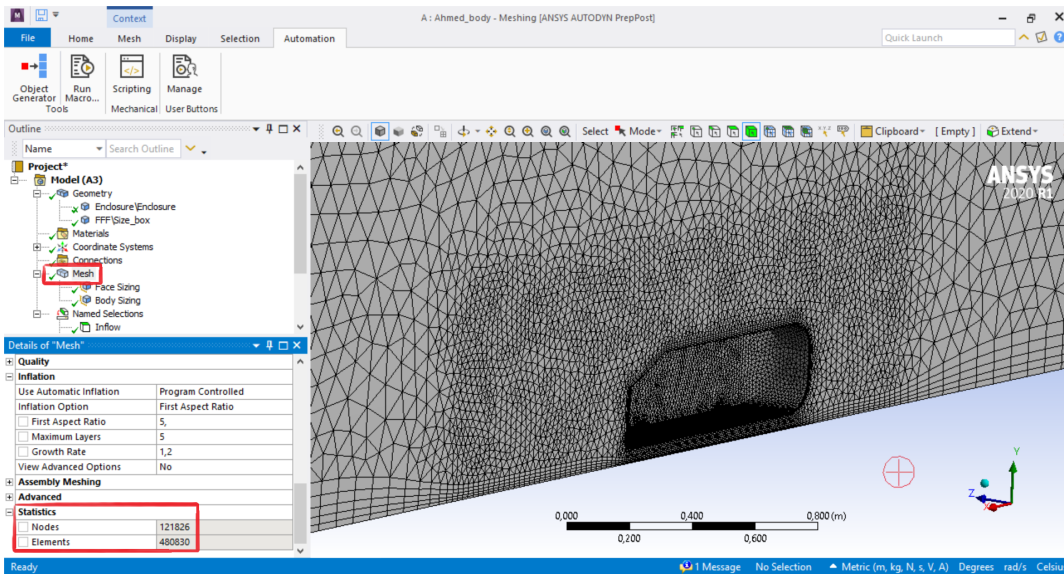 A : Ahmed_body - Meshing [ANSYS AUTODYN PrepPost]
Context
File Home Mesh Display Selection Automation
Quick Launch
Object Generator
Run Macro...
Scripting
Manage
Tools
Mechanical
User Buttons
Outline
Name
Search Outline
Select Mode Clipboard [ Empty ] Extend
Project*
Model (A3)
Geometry
Enclosure\Enclosure
FFF\Size_box
Materials
Coordinate Systems
Connections
Mesh
Face Sizing
Body Sizing
Named Selections
Inflow
ANSYS
2020 R1
Details of "Mesh"
Quality
Inflation
Use Automatic Inflation Program Controlled
Inflation Option First Aspect Ratio
First Aspect Ratio 5,
Maximum Layers 5
Growth Rate 1,2
View Advanced Options No
Assembly Meshing
Advanced
Statistics
Nodes 121826
Elements 480830
0,000 0,400 0,800 (m)
0,200 0,600
Y
Z
X
Ready
1 Message No Selection Metric (m, kg, N, s, V, A) Degrees rad/s Celsiu